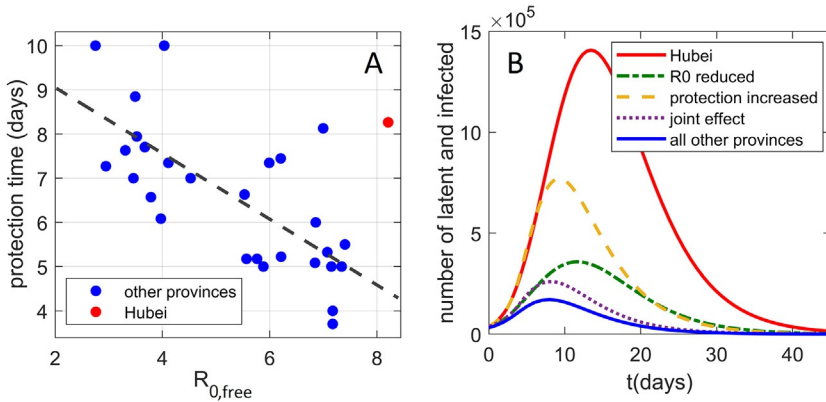 A
protection time (days)
10
9
8
7
6
5
4
other provinces
Hubei
2
4
6
8
R0,free
B
×10^5
number of latent and infected
15
10
5
0
Hubei
R0 reduced
protection increased
joint effect
all other provinces
0
10
20
30
40
t(days)